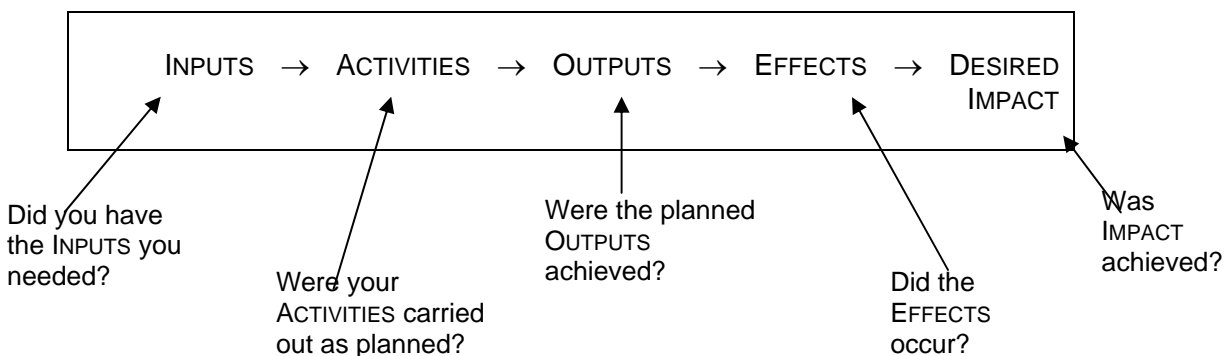 INPUTS → ACTIVITIES → OUTPUTS → EFFECTS → DESIRED
IMPACT
Did you have
the INPUTS you
needed?
Were your
ACTIVITIES carried
out as planned?
Were the planned
OUTPUTS
achieved?
Did the
EFFECTS
occur?
Was
IMPACT
achieved?